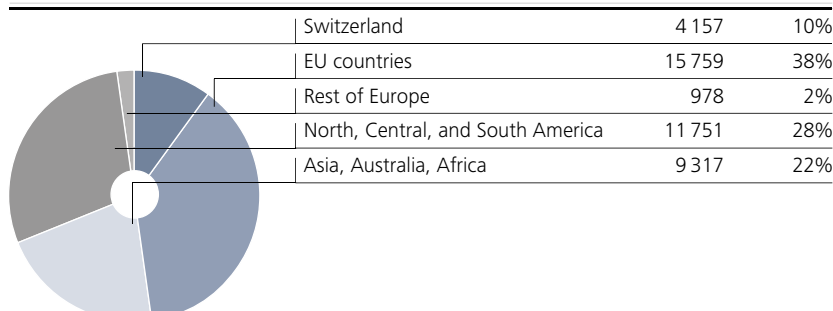 Switzerland 4 157 10%
EU countries 15 759 38%
Rest of Europe 978 2%
North, Central, and South America 11 751 28%
Asia, Australia, Africa 9 317 22%